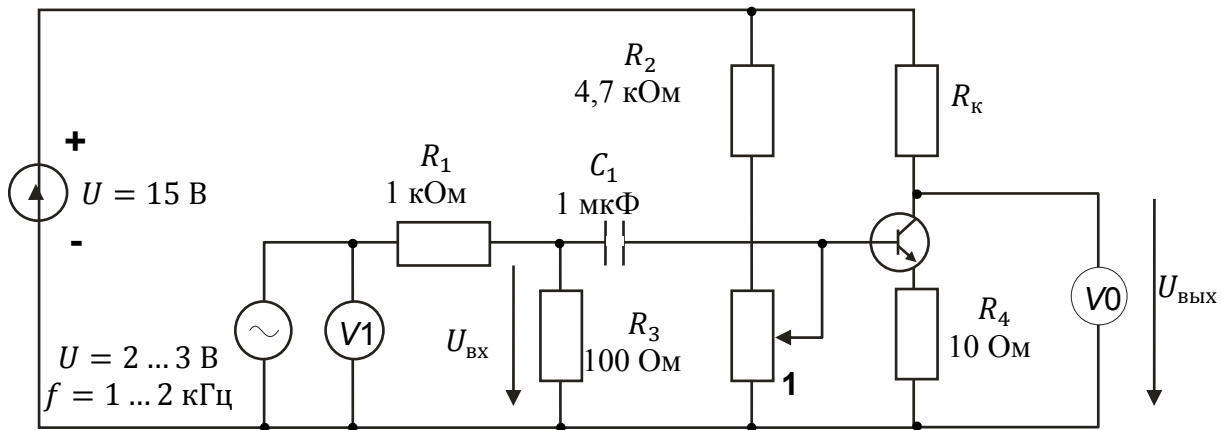 R₂
4,7 кОм
Rк
+
U = 15 В
-
R₁
1 кОм
C₁
1 мкФ
V1
U = 2 … 3 В
f = 1 … 2 кГц
Uвх
R₃
100 Ом
1
R₄
10 Ом
V0
Uвых